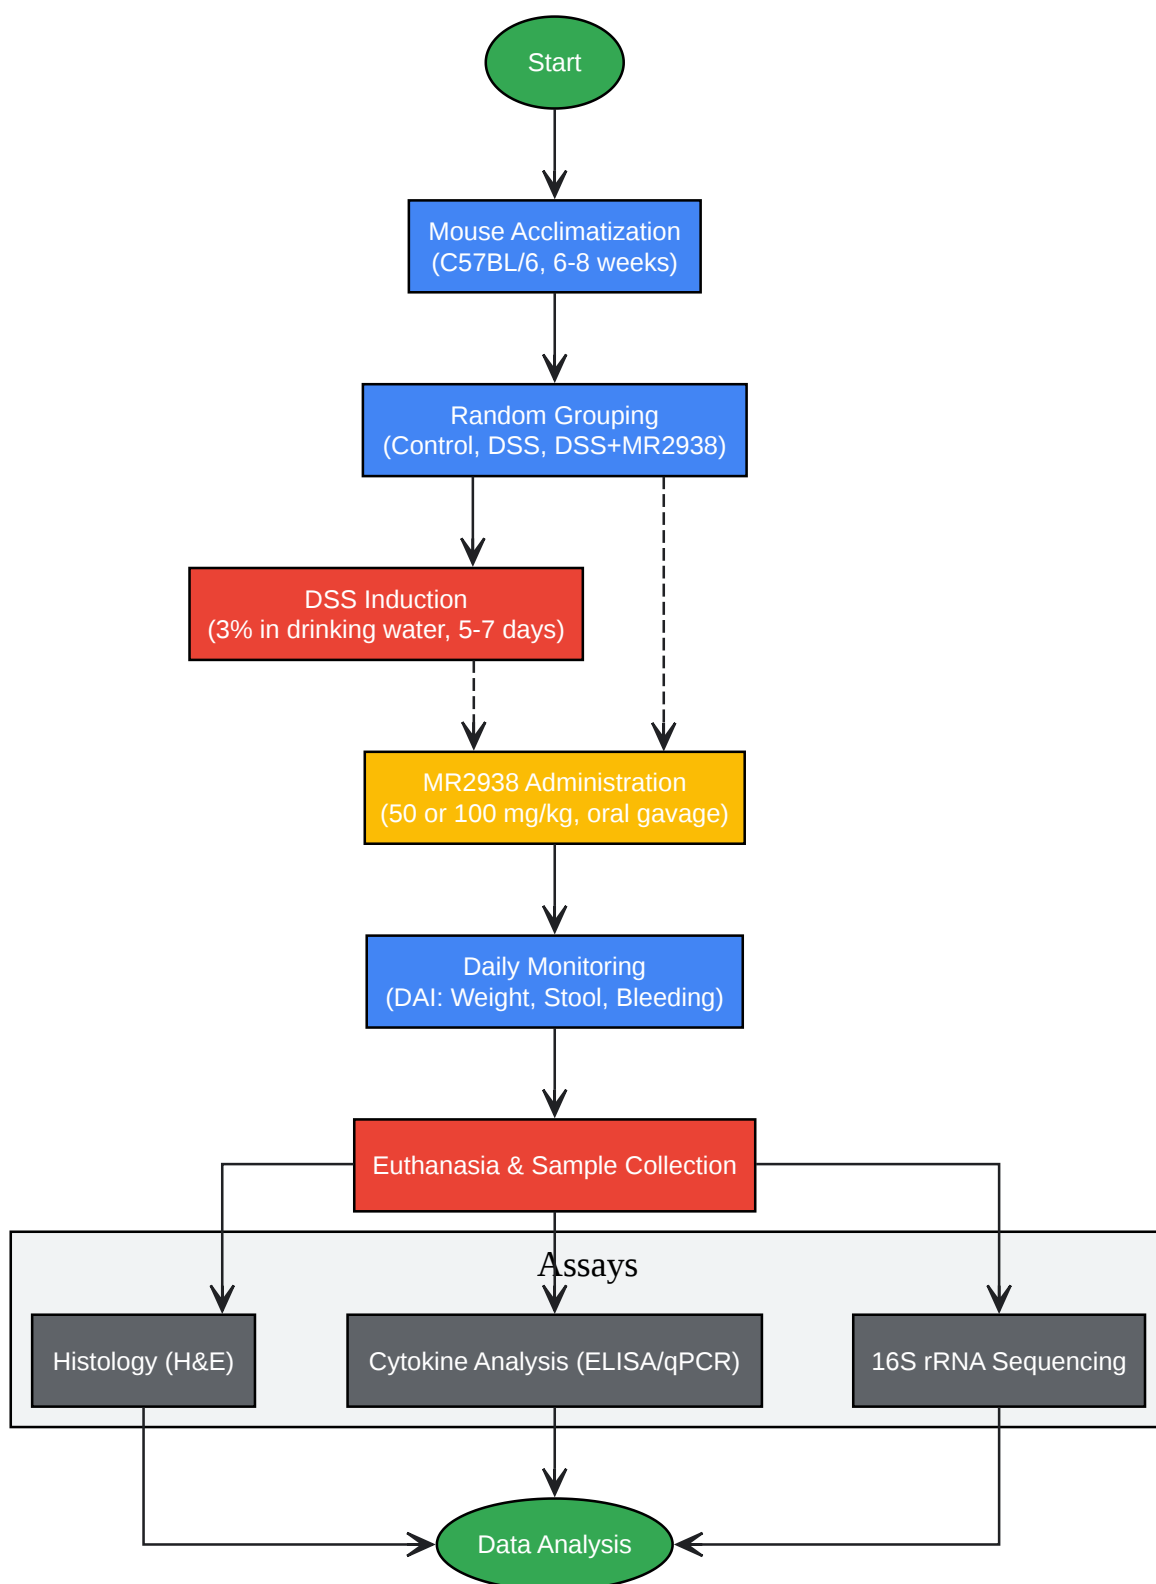 Start
Mouse Acclimatization
(C57BL/6, 6-8 weeks)
Random Grouping
(Control, DSS, DSS+MR2938)
DSS Induction
(3% in drinking water, 5-7 days)
MR2938 Administration
(50 or 100 mg/kg, oral gavage)
Daily Monitoring
(DAI: Weight, Stool, Bleeding)
Euthanasia & Sample Collection
Assays
Histology (H&E)
Cytokine Analysis (ELISA/qPCR)
16S rRNA Sequencing
Data Analysis